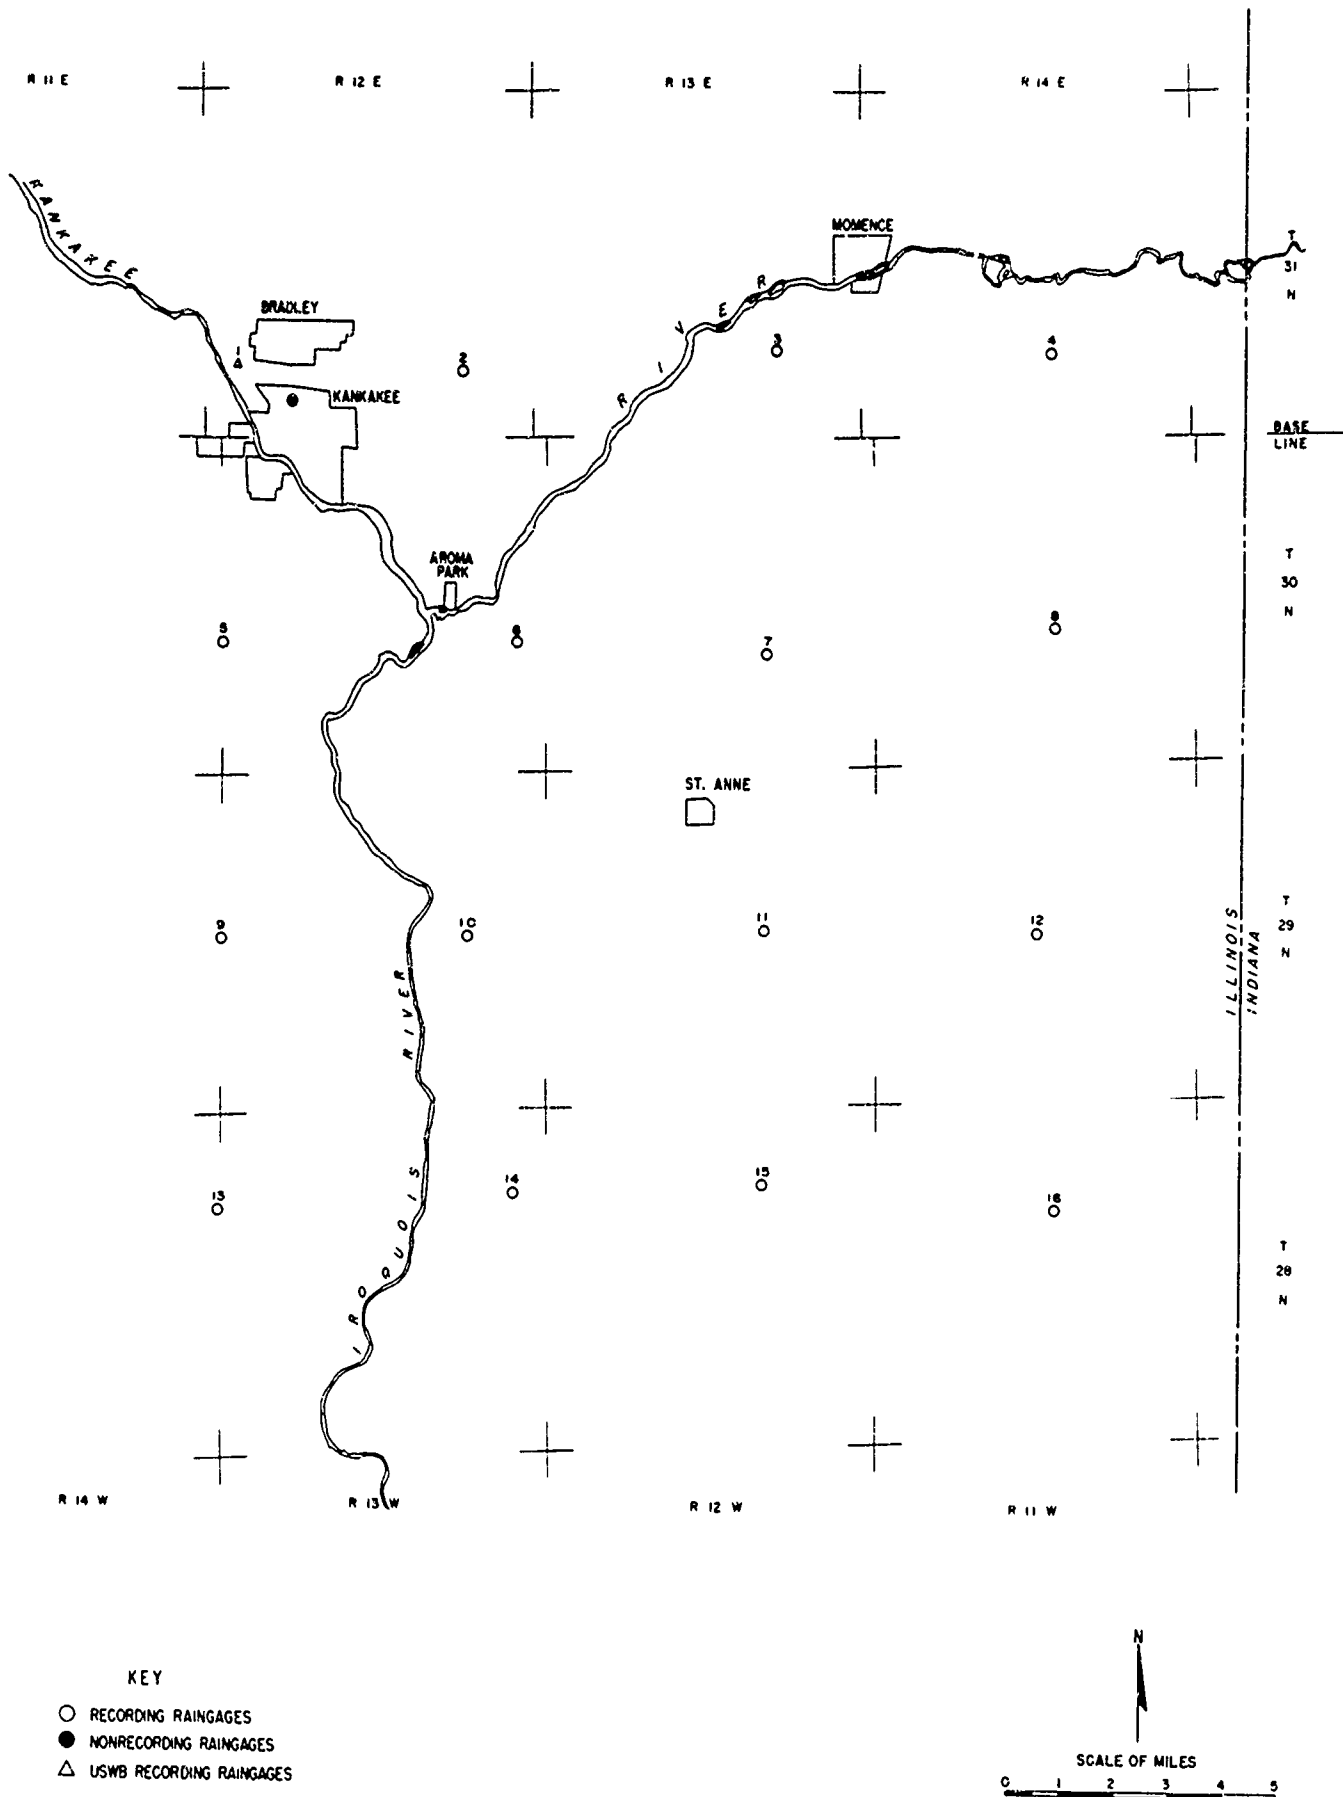 R 11 E
R 12 E
R 13 E
R 14 E
KANKAKEE
RIVER
MOMENCE
T
31
N
BRADLEY
1
2
3
4
KANKAKEE
BASE
LINE
AROMA
PARK
T
30
N
5
6
7
8
ST. ANNE
9
10
11
12
T
29
N
ILLINOIS
INDIANA
IROQUOIS RIVER
13
14
15
16
T
28
N
R 14 W
R 13 W
R 12 W
R 11 W
KEY
RECORDING RAINGAGES
NONRECORDING RAINGAGES
USWB RECORDING RAINGAGES
N
SCALE OF MILES
0 1 2 3 4 5